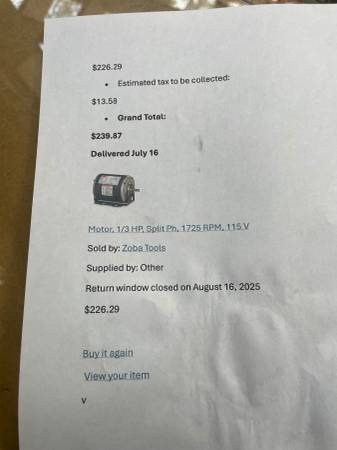 $226.29
• Estimated tax to be collected:
$13.58
• Grand Total:
$239.87
Delivered July 16
Motor, 1/3 HP, Split Ph, 1725 RPM, 115 V
Sold by: Zoba Tools
Supplied by: Other
Return window closed on August 16, 2025
$226.29
Buy it again
View your item
v